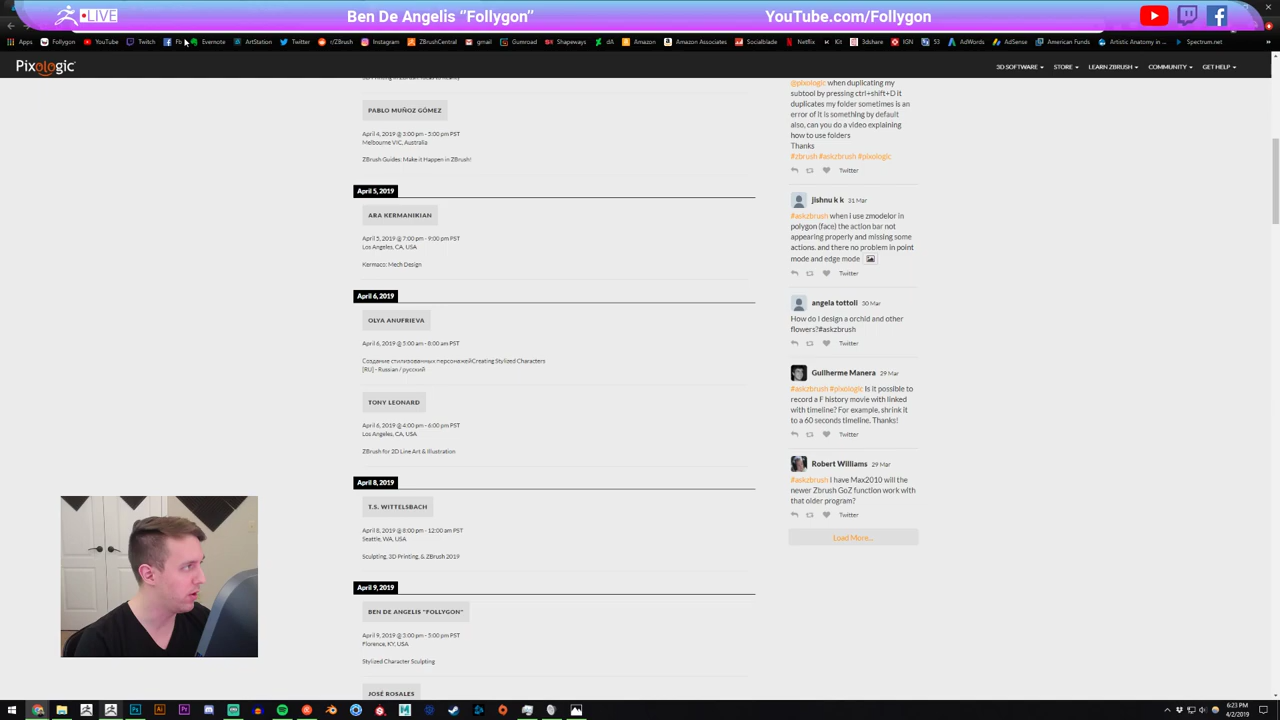 LIVE
Ben De Angelis "Follygon"
YouTube.com/Follygon
Apps Follygon YouTube Twitch Fb Evernote ArtStation Twitter r/ZBrush Instagram ZBrushCentral gmail Gumroad Shapeways dA Amazon Amazon Associates Socialblade Netflix Kit 3dshare IGN 53 AdWords AdSense American Funds Artistic Anatomy in ... Spectrum.net
Pixologic
3D SOFTWARE STORE LEARN ZBRUSH COMMUNITY GET HELP
PABLO MUÑOZ GÓMEZ
April 4, 2019 @ 3:00 pm - 5:00 pm PST
Melbourne VIC, Australia
ZBrush Guides: Make it Happen in ZBrush!
April 5, 2019
ARA KERMANIKIAN
April 5, 2019 @ 7:00 pm - 9:00 pm PST
Los Angeles, CA, USA
Kermaco: Mech Design
April 6, 2019
OLYA ANUFRIEVA
April 6, 2019 @ 5:00 am - 8:00 am PST
Создание стилизованных персонажейCreating Stylized Characters
[RU] - Russian / русский
TONY LEONARD
April 6, 2019 @ 4:00 pm - 6:00 pm PST
Los Angeles, CA, USA
ZBrush for 2D Line Art & Illustration
April 8, 2019
T.S. WITTELSBACH
April 8, 2019 @ 8:00 pm - 12:00 am PST
Seattle, WA, USA
Sculpting, 3D Printing, & ZBrush 2019
April 9, 2019
BEN DE ANGELIS "FOLLYGON"
April 9, 2019 @ 3:00 pm - 5:00 pm PST
Florence, KY, USA
Stylized Character Sculpting
JOSÉ ROSALES
@pixologic when duplicating my
subtool by pressing ctrl+shift+D it
duplicates my folder sometimes is an
error of it is something by default
also, can you do a video explaining
how to use folders
Thanks
#zbrush #askzbrush #pixologic
Twitter
jishnu k k 31 Mar
#askzbrush when i use zmodelor in
polygon (face) the action bar not
appearing properly and missing some
actions. and there no problem in point
mode and edge mode
Twitter
angela tottoli 30 Mar
How do I design a orchid and other
flowers?#askzbrush
Twitter
Guilherme Manera 29 Mar
#askzbrush #pixologic Is it possible to
record a F history movie with linked
with timeline? For example, shrink it
to a 60 seconds timeline. Thanks!
Twitter
Robert Williams 29 Mar
#askzbrush I have Max2010 will the
newer Zbrush GoZ function work with
that older program?
Twitter
Load More...
6:23 PM
4/2/2019